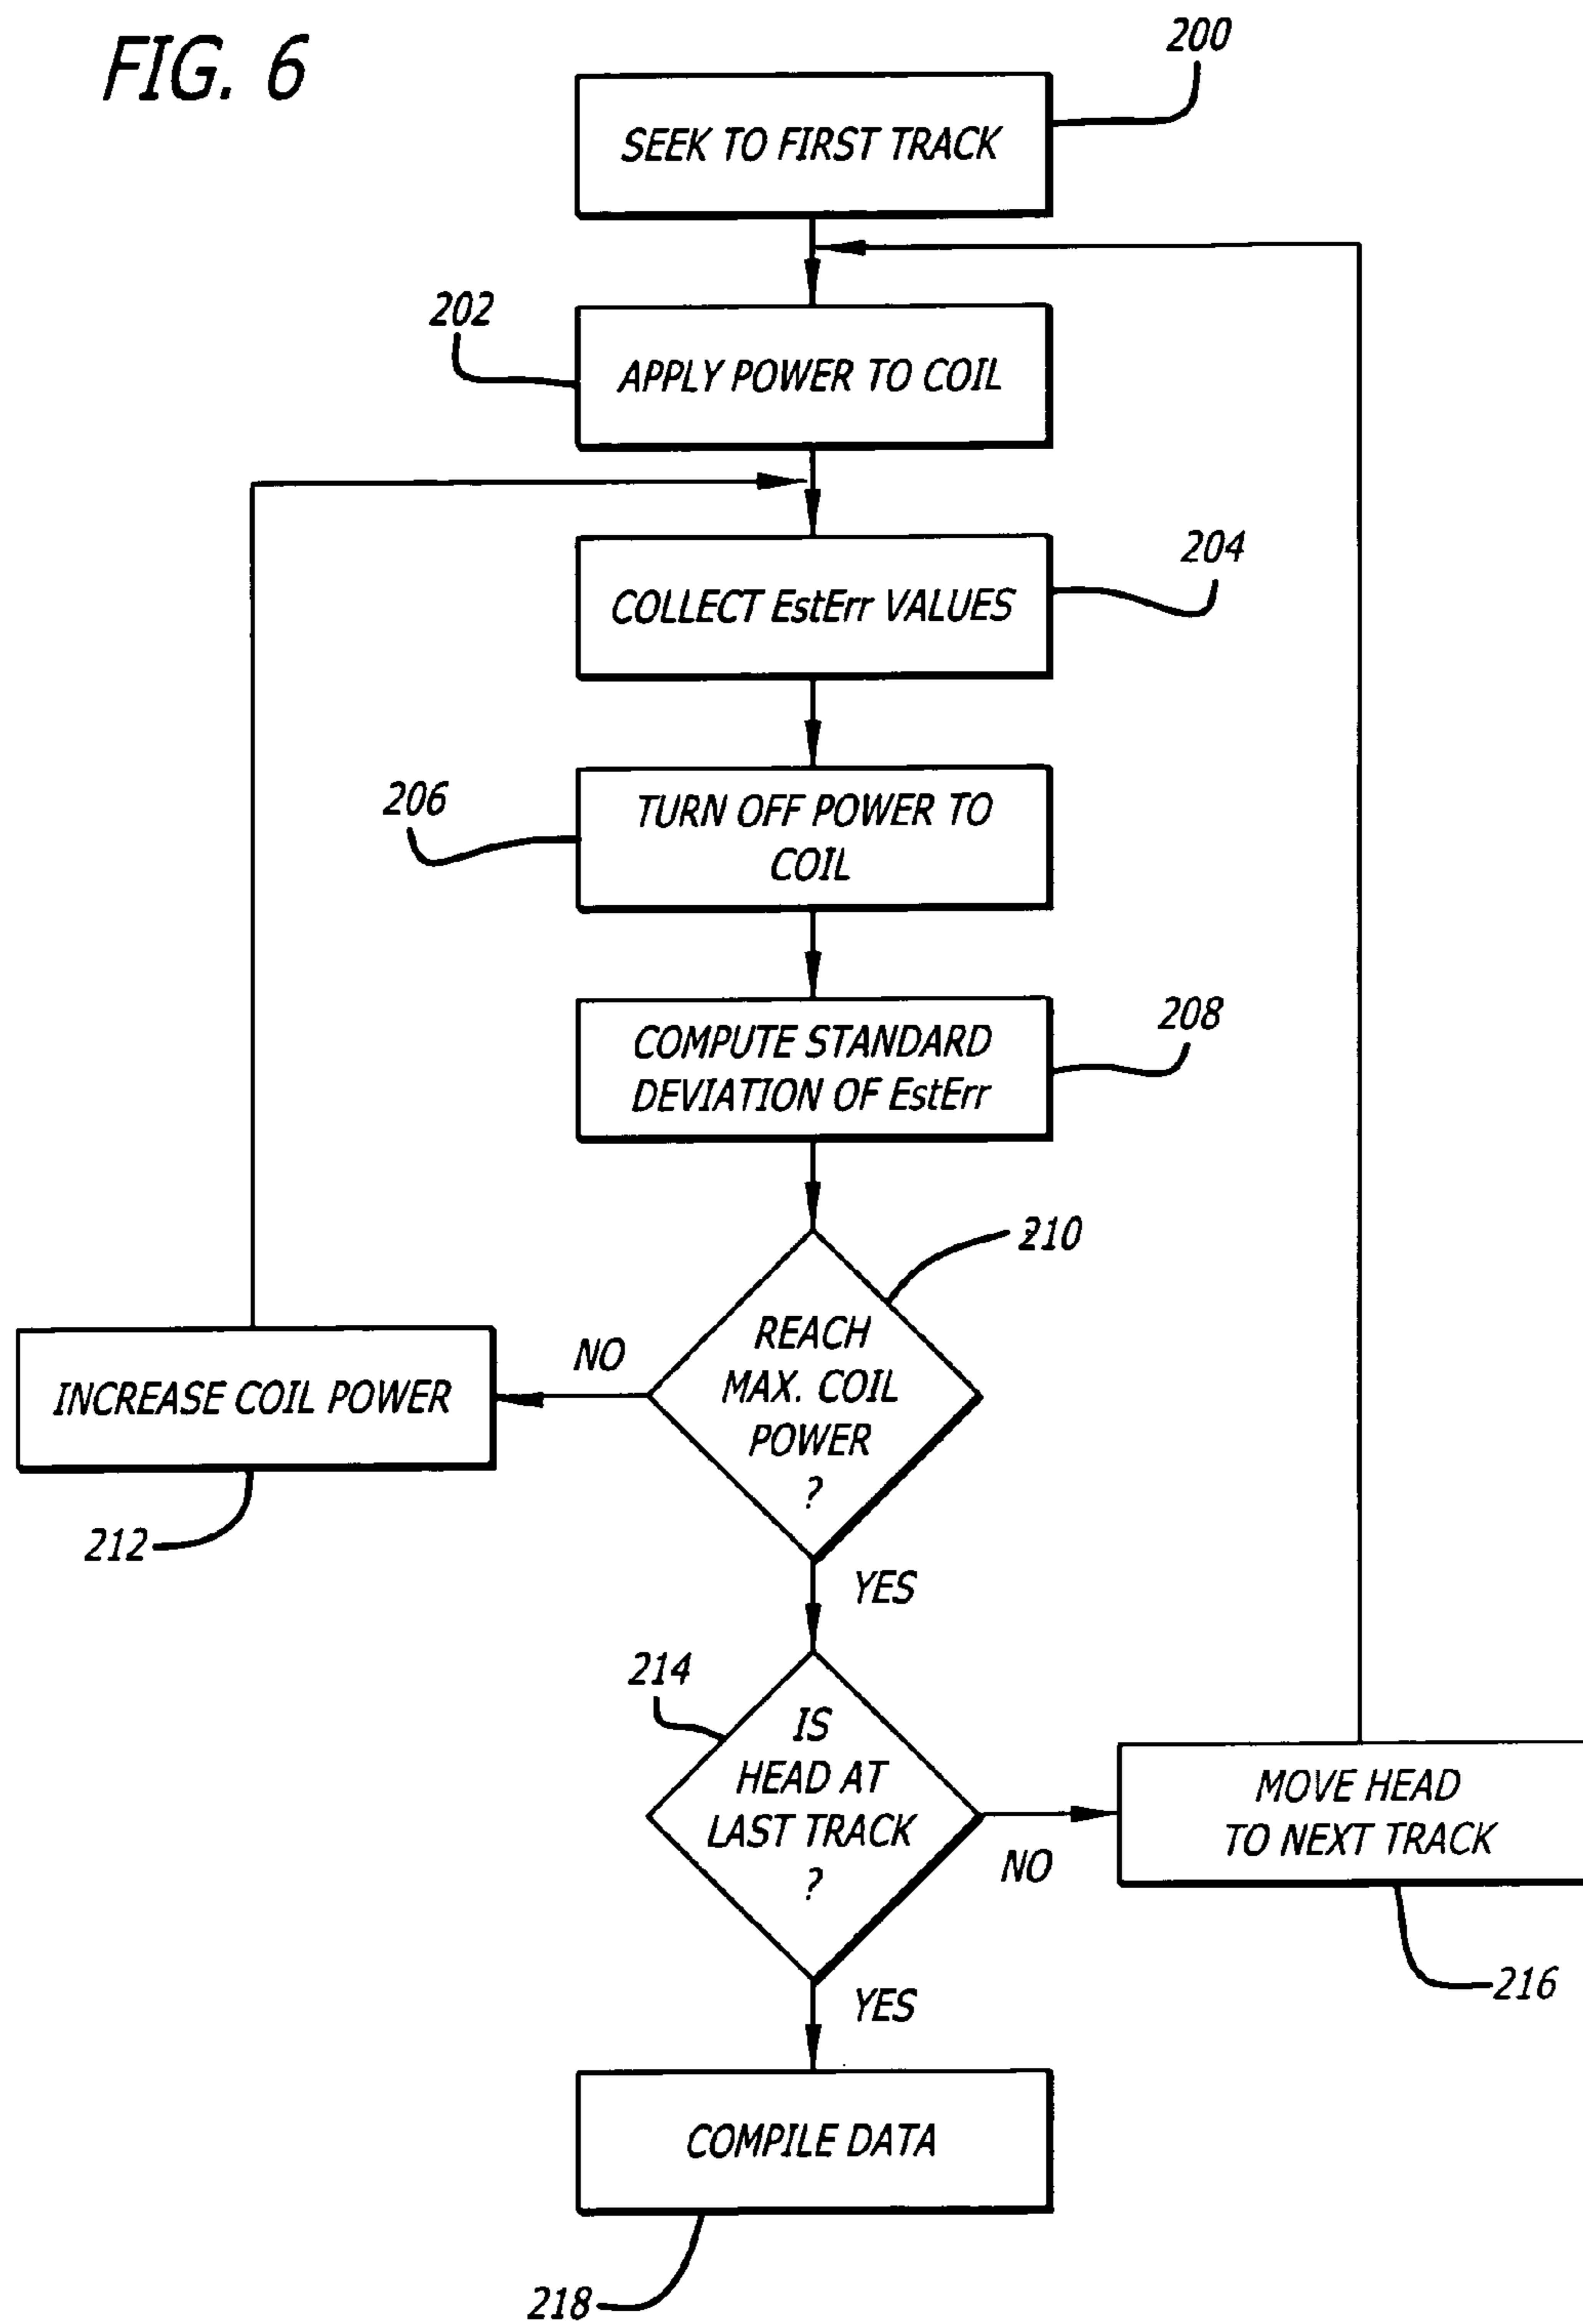 FIG. 6
200
SEEK TO FIRST TRACK
202
APPLY POWER TO COIL
204
COLLECT EstErr VALUES
206
TURN OFF POWER TO
COIL
208
COMPUTE STANDARD
DEVIATION OF EstErr
210
REACH
MAX. COIL
POWER
?
NO
INCREASE COIL POWER
212
YES
214
IS
HEAD AT
LAST TRACK
?
NO
MOVE HEAD
TO NEXT TRACK
216
YES
COMPILE DATA
218